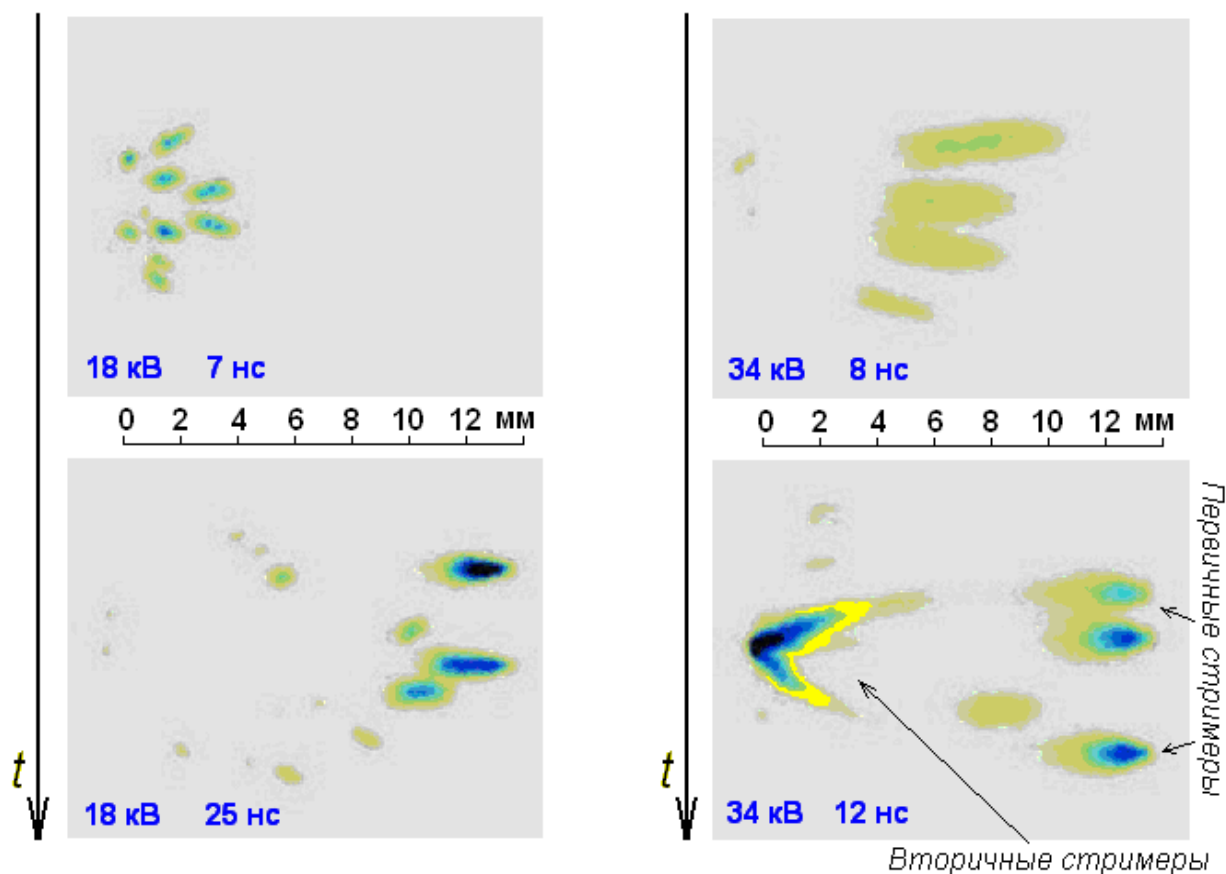 18 кВ 7 нс
34 кВ 8 нс
0 2 4 6 8 10 12 мм
0 2 4 6 8 10 12 мм
t
18 кВ 25 нс
t
34 кВ 12 нс
Первичные стримеры
Вторичные стримеры